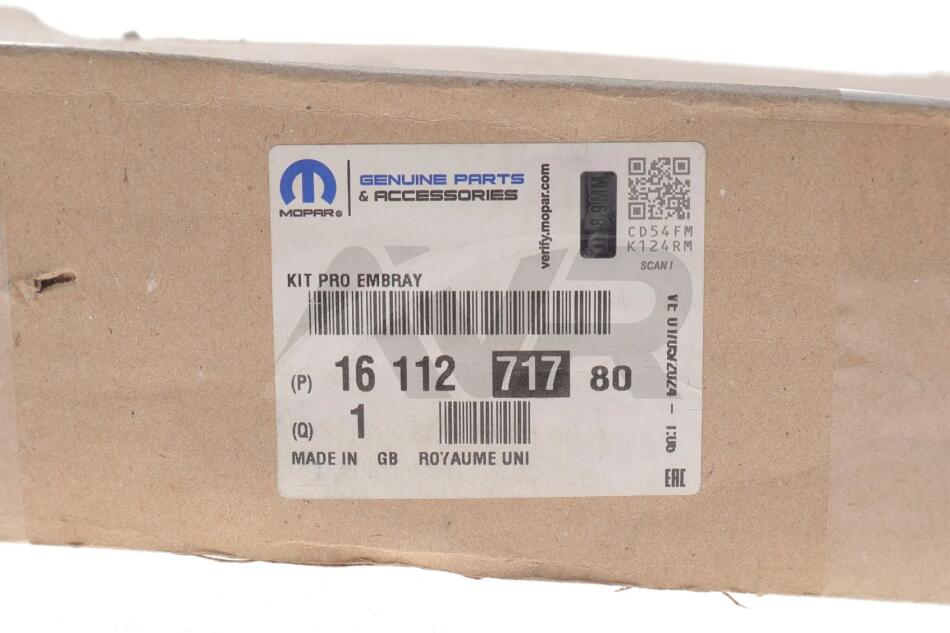 MOPAR®
GENUINE PARTS
& ACCESSORIES
verify.mopar.com
CD54FM
K124RM
SCAN!
KIT PRO EMBRAY
AVR
(P) 16 112 717 80
(Q) 1
MADE IN GB ROYAUME UNI
EAC